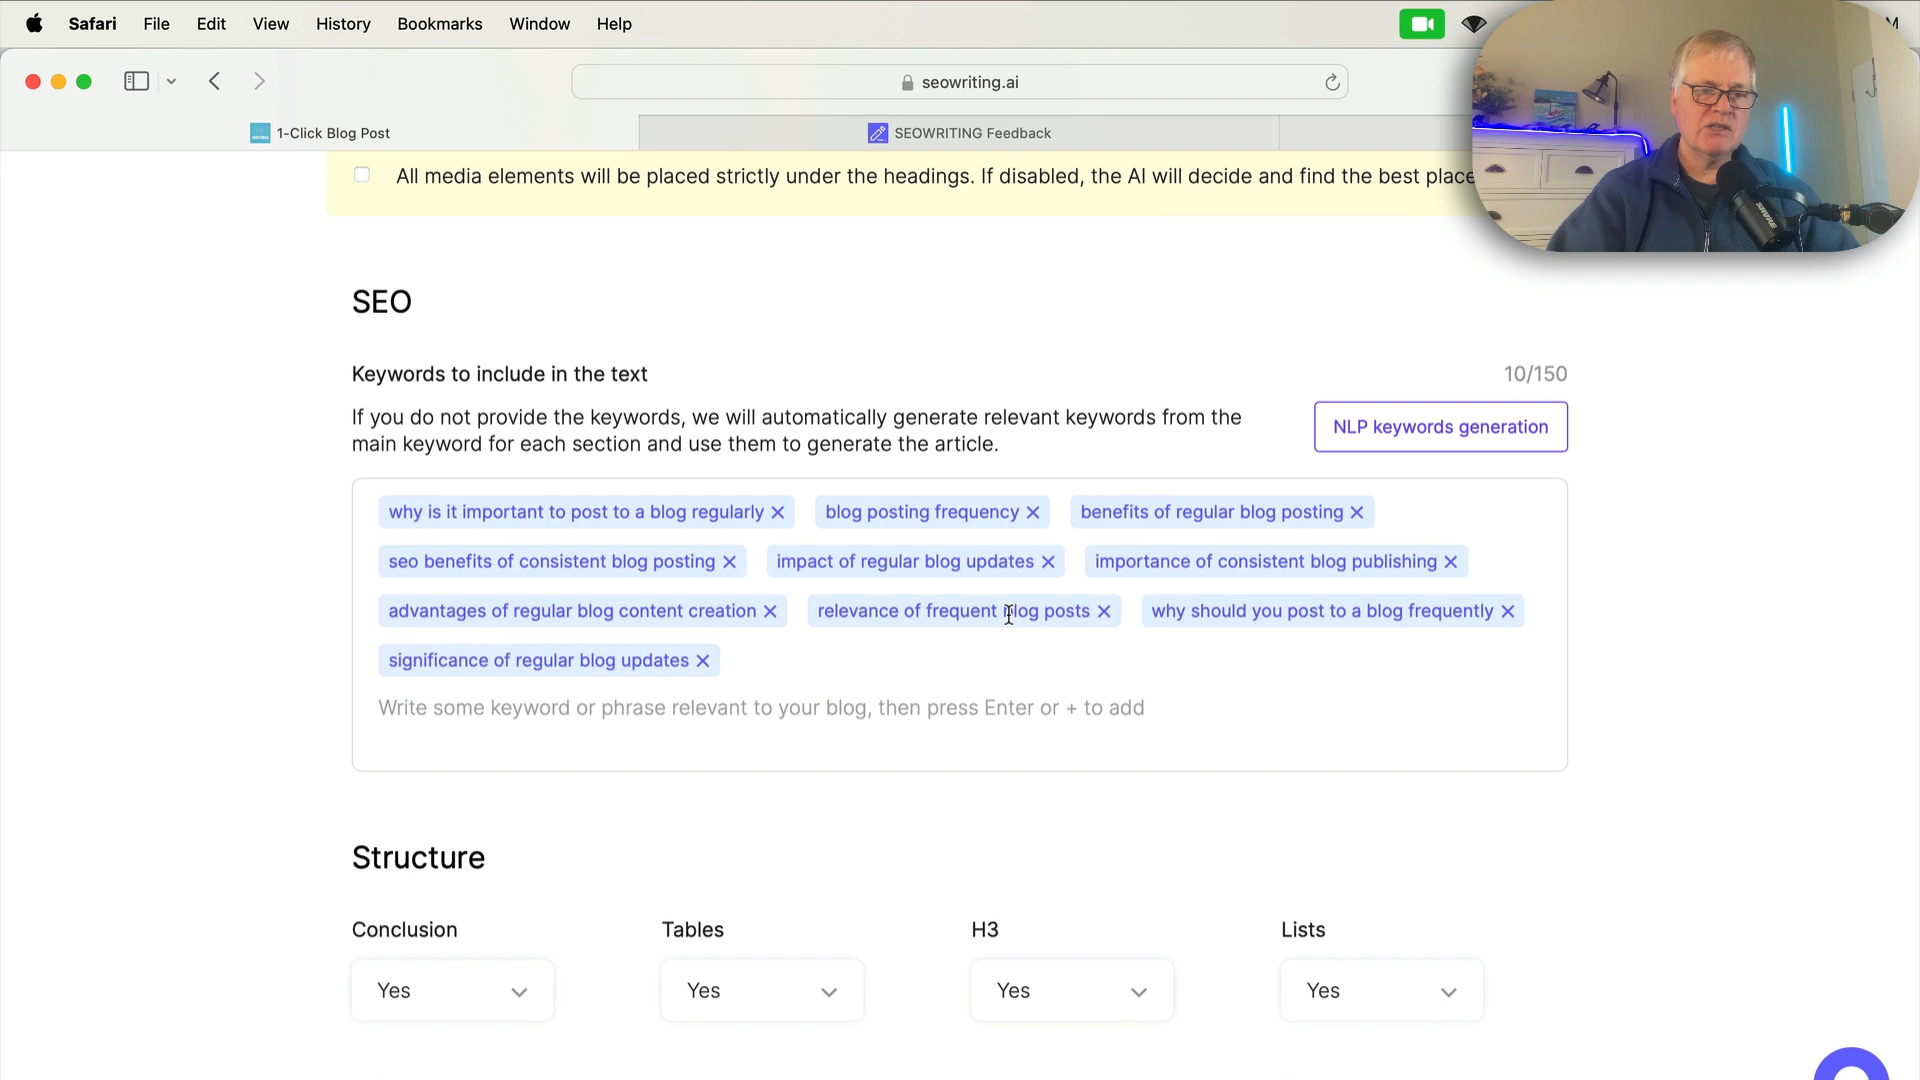 Safari File Edit View History Bookmarks Window Help
seowriting.ai
1-Click Blog Post SEOWRITING Feedback
All media elements will be placed strictly under the headings. If disabled, the AI will decide and find the best place
SEO
Keywords to include in the text 10/150
If you do not provide the keywords, we will automatically generate relevant keywords from the
main keyword for each section and use them to generate the article.
NLP keywords generation
why is it important to post to a blog regularly blog posting frequency benefits of regular blog posting
seo benefits of consistent blog posting impact of regular blog updates importance of consistent blog publishing
advantages of regular blog content creation relevance of frequent blog posts why should you post to a blog frequently
significance of regular blog updates
Write some keyword or phrase relevant to your blog, then press Enter or + to add
Structure
Conclusion Tables H3 Lists
Yes Yes Yes Yes